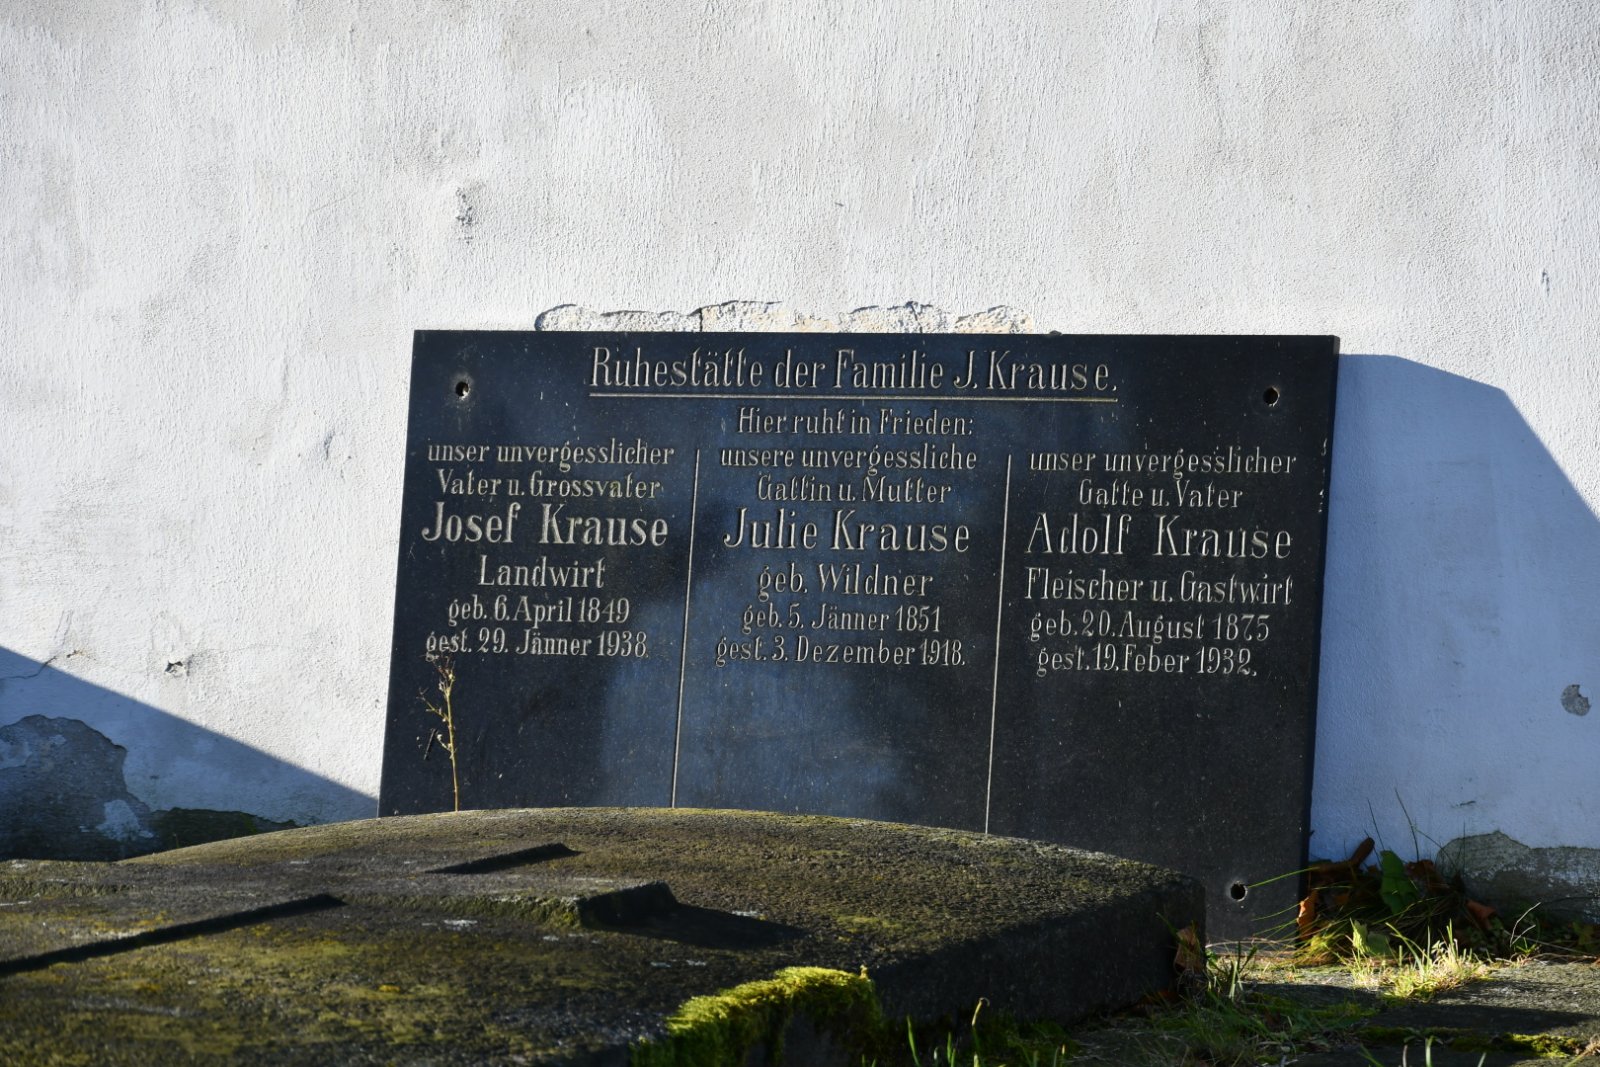 Ruhestätte der Familie J. Krause.
Hier ruht in Frieden:
unser unvergesslicher
Vater u. Grossvater
Josef Krause
Landwirt
geb. 6. April 1849
gest. 29. Jänner 1938.
unsere unvergessliche
Gattin u. Mutter
Julie Krause
geb. Wildner
geb. 5. Jänner 1851
gest. 3. Dezember 1918.
unser unvergesslicher
Gatte u. Vater
Adolf Krause
Fleischer u. Gastwirt
geb. 20. August 1875
gest. 19. Feber 1932.